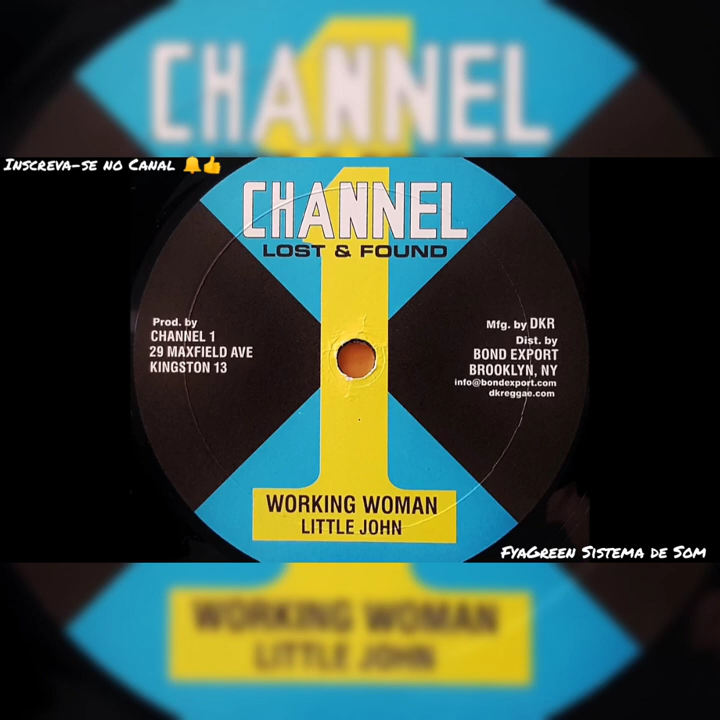 CHANNEL
INSCREVA-SE NO CANAL 🔔👍
1
CHANNEL
LOST & FOUND
Prod. by
CHANNEL 1
29 MAXFIELD AVE
KINGSTON 13
Mfg. by DKR
Dist. by
BOND EXPORT
BROOKLYN, NY
info@bondexport.com
dkreggae.com
WORKING WOMAN
LITTLE JOHN
FYAGREEN SISTEMA DE SOM
WORKING WOMAN
LITTLE JOHN